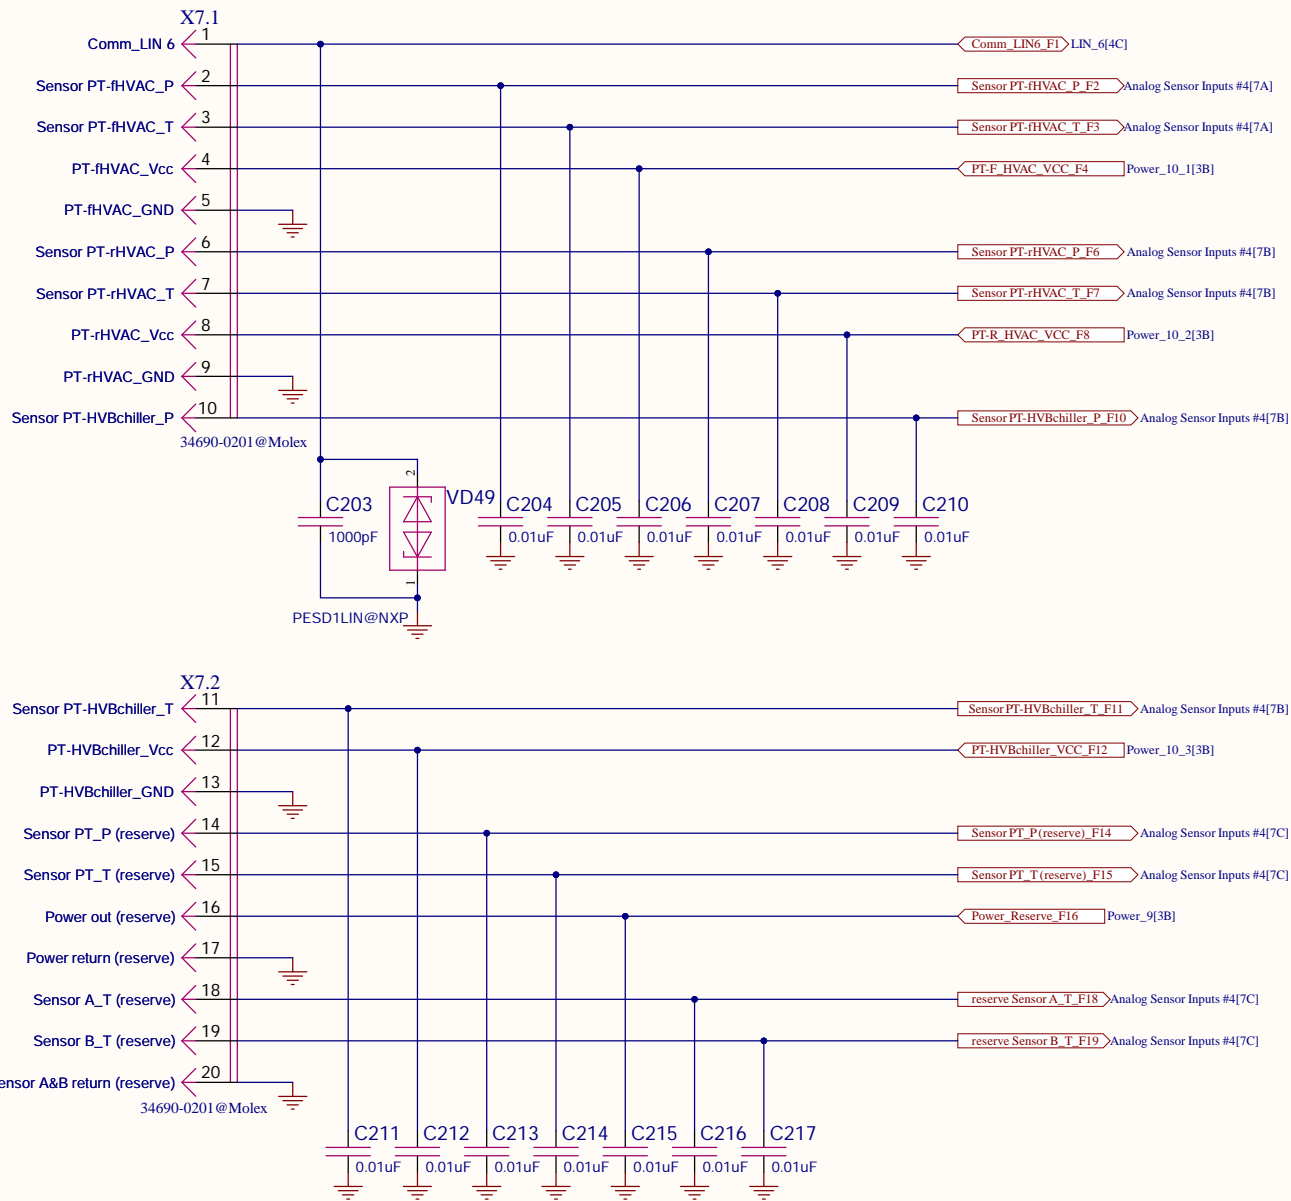 X7.1
Comm_LIN 6 1 Comm_LIN6_F1 LIN_6[4C]
Sensor PT-fHVAC_P 2 Sensor PT-fHVAC_P_F2 Analog Sensor Inputs #4[7A]
Sensor PT-fHVAC_T 3 Sensor PT-fHVAC_T_F3 Analog Sensor Inputs #4[7A]
PT-fHVAC_Vcc 4 PT-F_HVAC_VCC_F4 Power_10_1[3B]
PT-fHVAC_GND 5
Sensor PT-rHVAC_P 6 Sensor PT-rHVAC_P_F6 Analog Sensor Inputs #4[7B]
Sensor PT-rHVAC_T 7 Sensor PT-rHVAC_T_F7 Analog Sensor Inputs #4[7B]
PT-rHVAC_Vcc 8 PT-R_HVAC_VCC_F8 Power_10_2[3B]
PT-rHVAC_GND 9
Sensor PT-HVBchiller_P 10 Sensor PT-HVBchiller_P_F10 Analog Sensor Inputs #4[7B]
34690-0201@Molex
2
C203 VD49 C204 C205 C206 C207 C208 C209 C210
1000pF 0.01uF 0.01uF 0.01uF 0.01uF 0.01uF 0.01uF 0.01uF
1
PESD1LIN@NXP
X7.2
Sensor PT-HVBchiller_T 11 Sensor PT-HVBchiller_T_F11 Analog Sensor Inputs #4[7B]
PT-HVBchiller_Vcc 12 PT-HVBchiller_VCC_F12 Power_10_3[3B]
PT-HVBchiller_GND 13
Sensor PT_P (reserve) 14 Sensor PT_P (reserve)_F14 Analog Sensor Inputs #4[7C]
Sensor PT_T (reserve) 15 Sensor PT_T (reserve)_F15 Analog Sensor Inputs #4[7C]
Power out (reserve) 16 Power_Reserve_F16 Power_9[3B]
Power return (reserve) 17
Sensor A_T (reserve) 18 reserve Sensor A_T_F18 Analog Sensor Inputs #4[7C]
Sensor B_T (reserve) 19 reserve Sensor B_T_F19 Analog Sensor Inputs #4[7C]
ensor A&B return (reserve) 20
34690-0201@Molex
C211 C212 C213 C214 C215 C216 C217
0.01uF 0.01uF 0.01uF 0.01uF 0.01uF 0.01uF 0.01uF